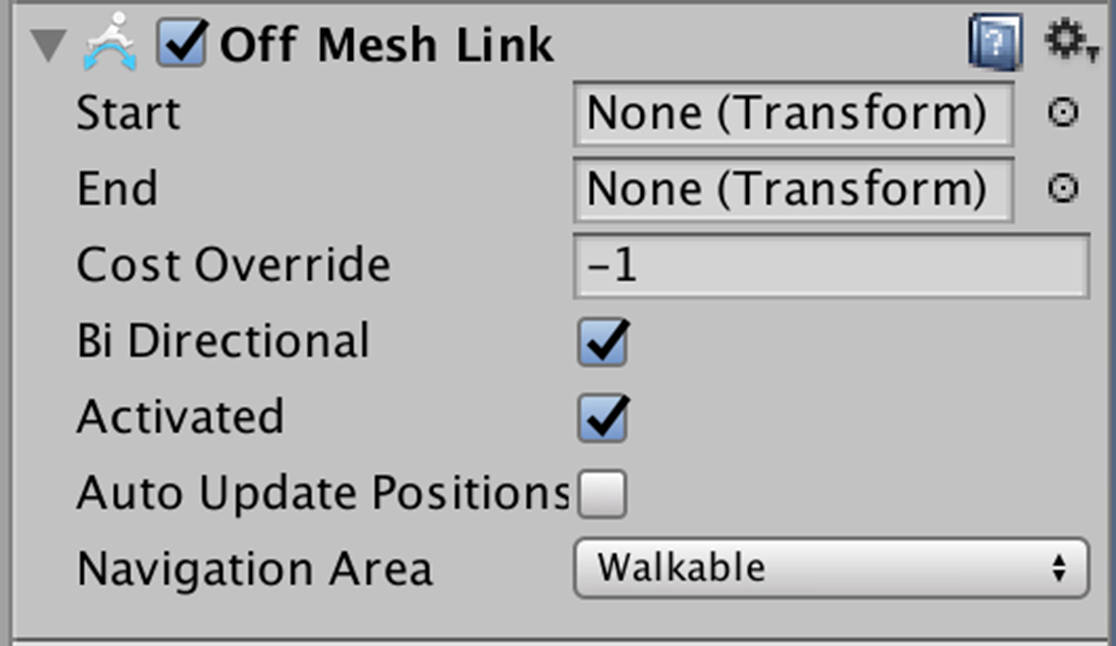 Off Mesh Link
Start None (Transform)
End None (Transform)
Cost Override -1
Bi Directional
Activated
Auto Update Positions
Navigation Area Walkable